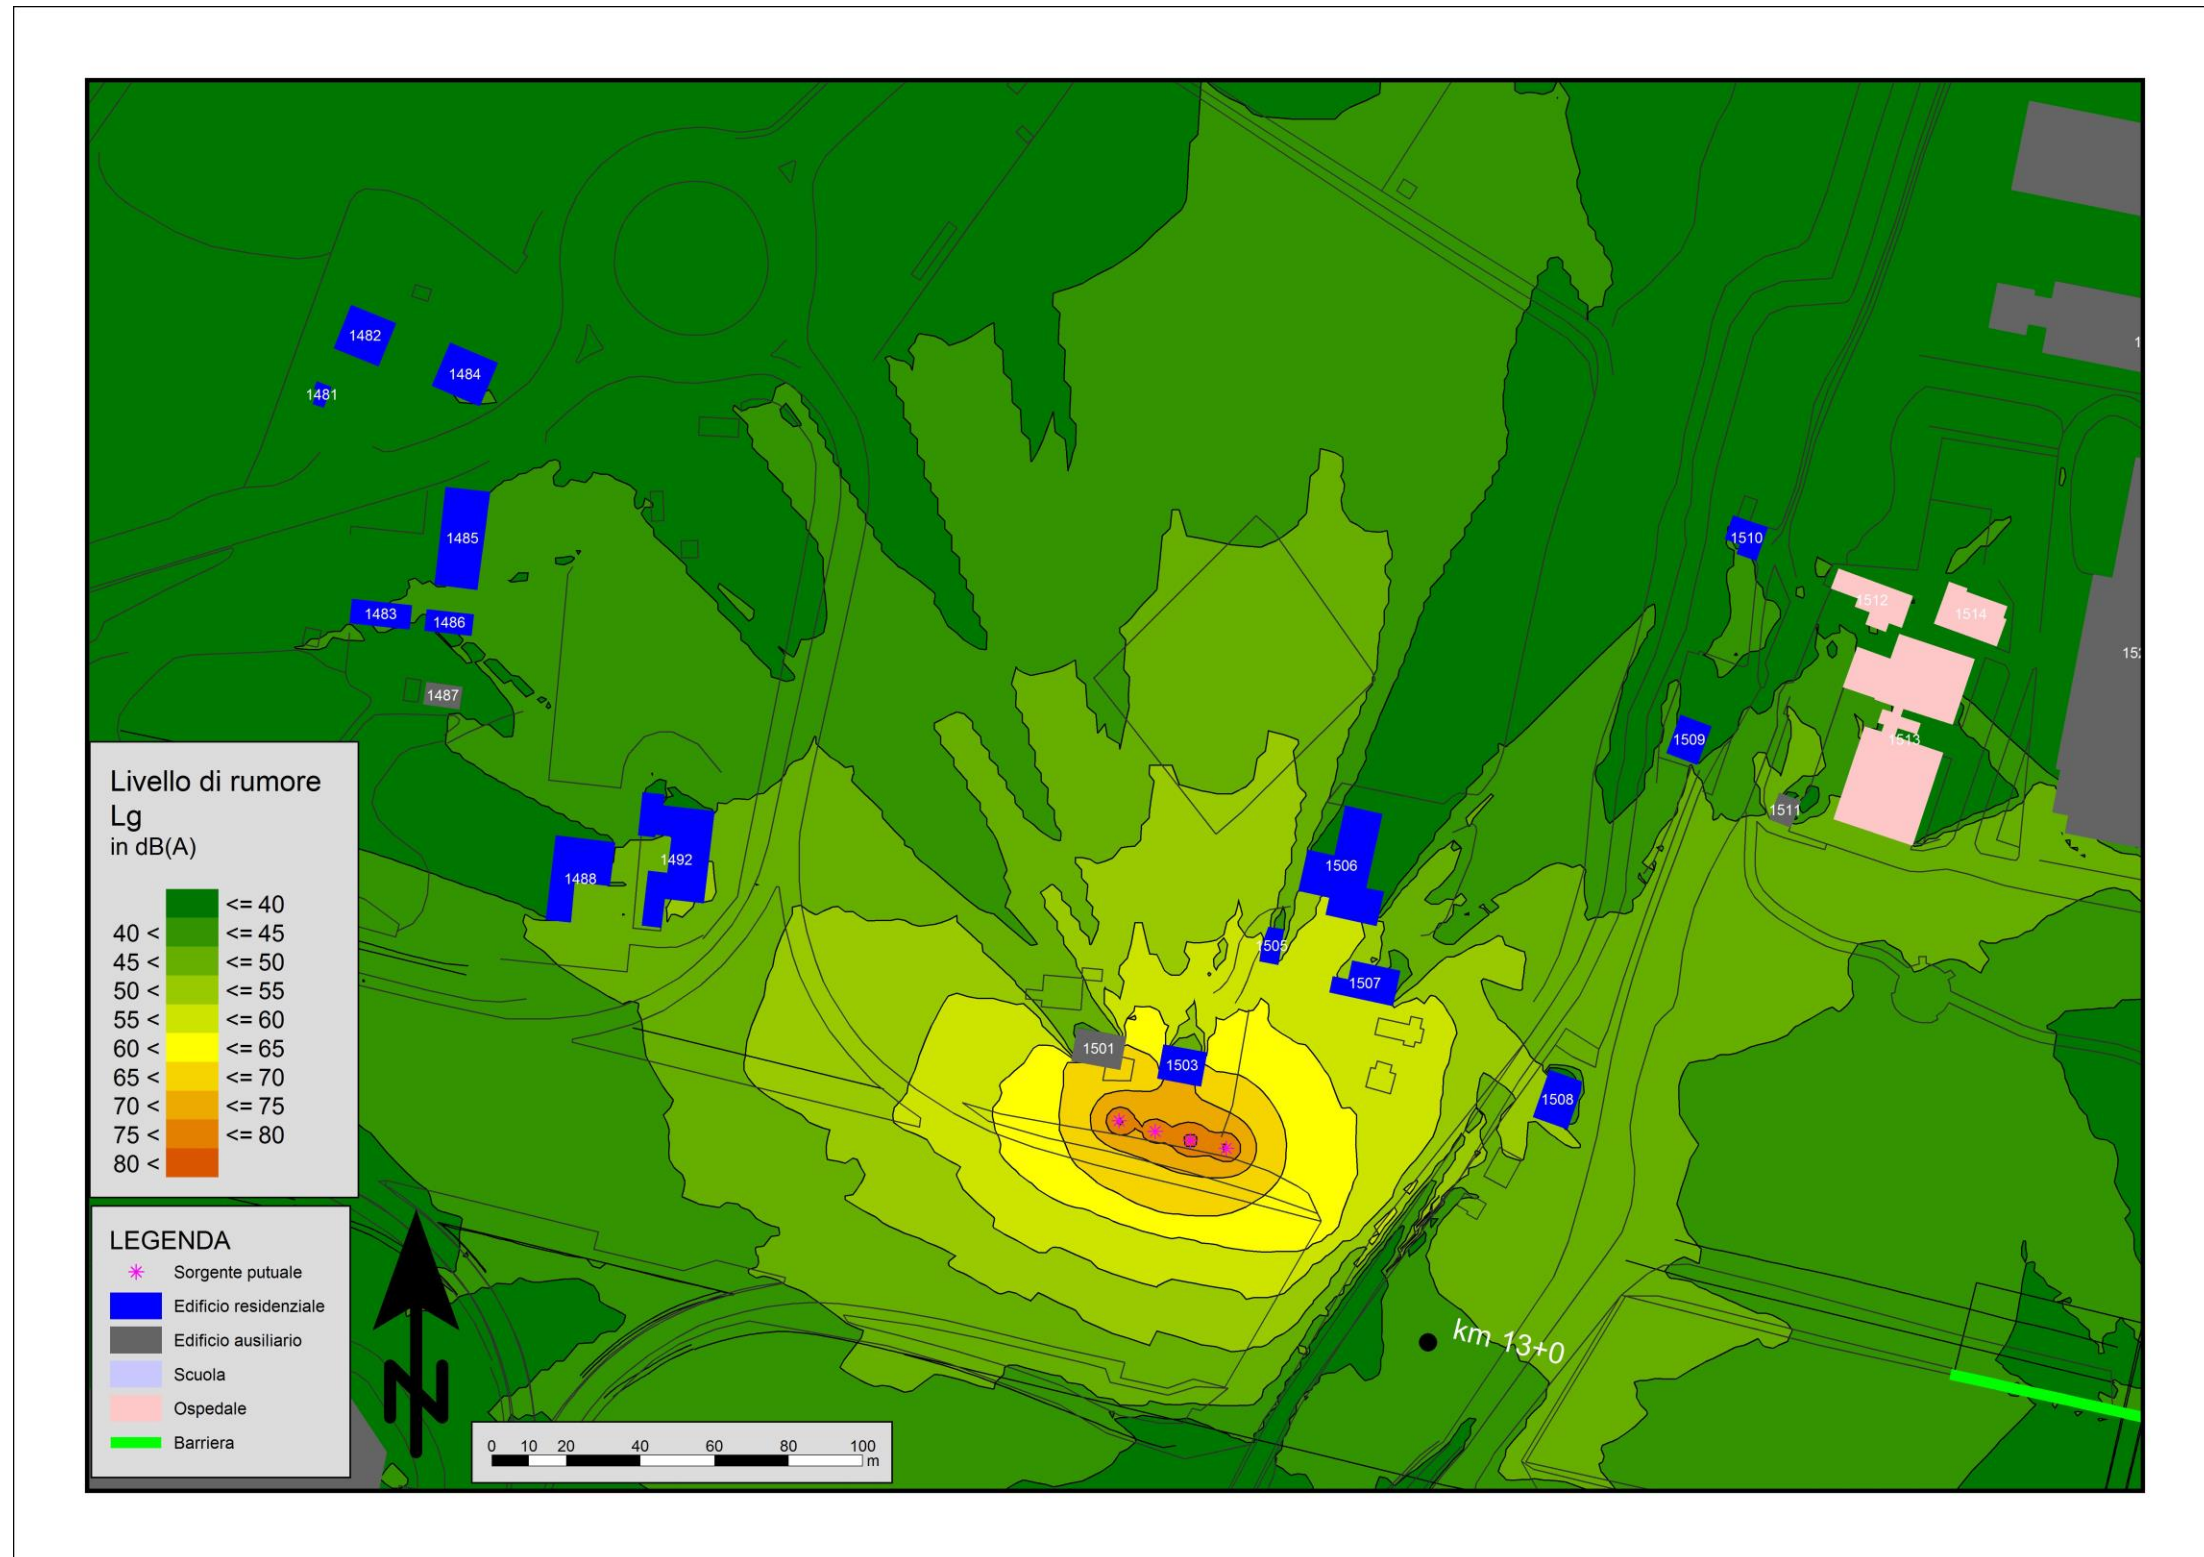 1482
1484
1481
1485
1483
1486
1487
1510
1512
1514
1509
1513
1511
1492
1488
1506
1505
1507
1501
1503
1508
km 13+0
Livello di rumore
Lg
in dB(A)
<= 40
40 < <= 45
45 < <= 50
50 < <= 55
55 < <= 60
60 < <= 65
65 < <= 70
70 < <= 75
75 < <= 80
80 <
LEGENDA
Sorgente putuale
Edificio residenziale
Edificio ausiliario
Scuola
Ospedale
Barriera
N
0 10 20 40 60 80 100
m